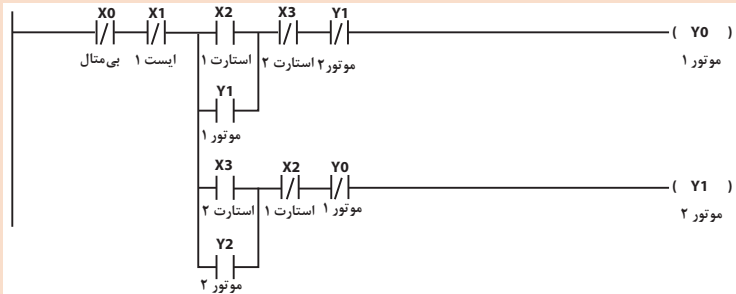 X0 X1 X2 X3 Y1 ( Y0 )
بی‌متال ایست ۱ استارت ۱ استارت ۲ موتور۲ موتور ۱
Y1
موتور ۱
X3 X2 Y0 ( Y1 )
استارت ۲ استارت ۱ موتور ۱ موتور ۲
Y2
موتور ۲